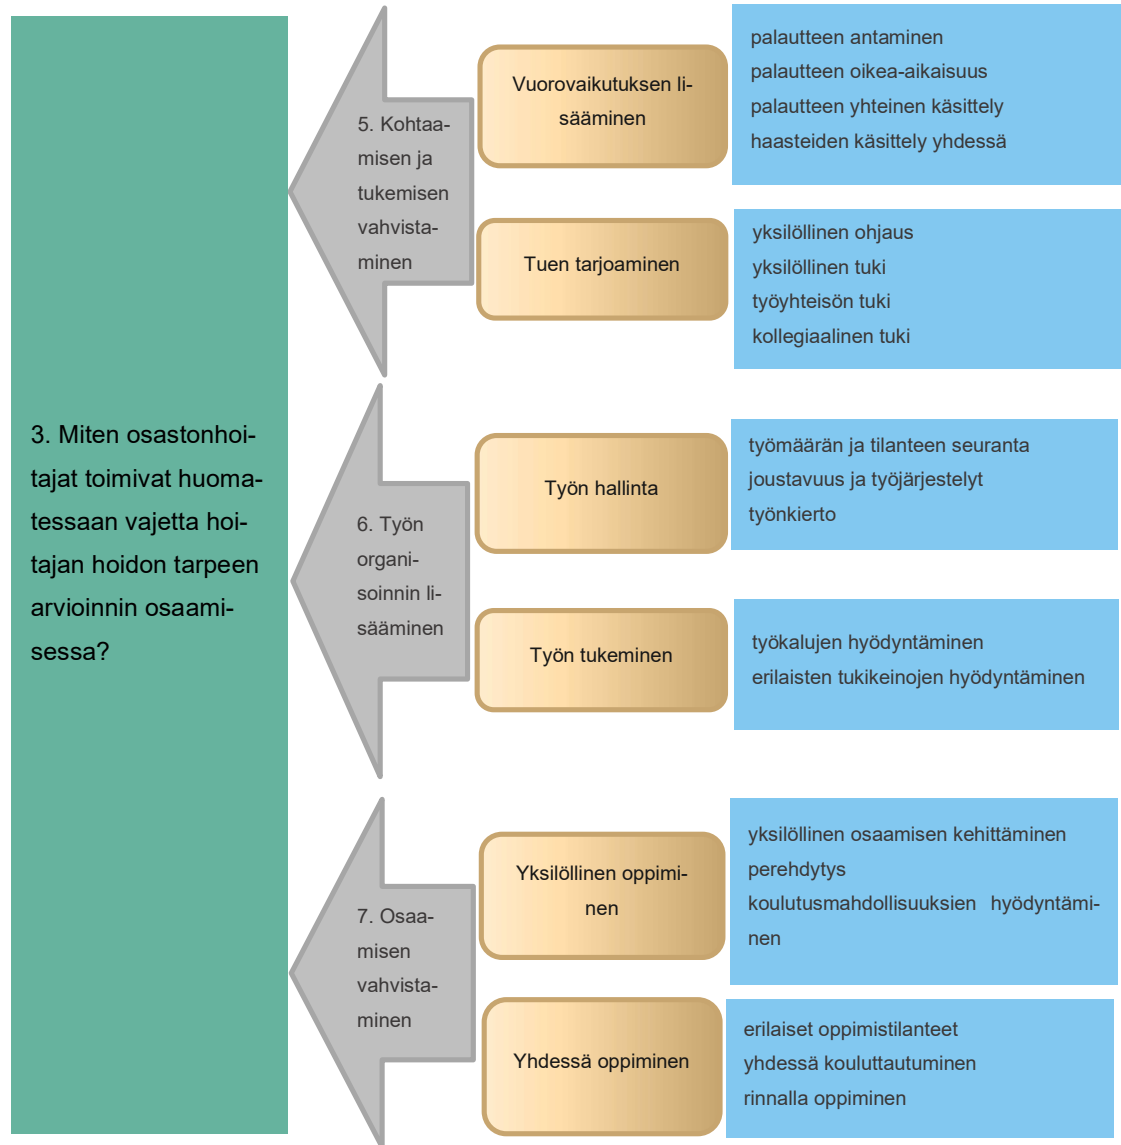 3. Miten osastonhoi-
tajat toimivat huoma-
tessaan vajetta hoi-
tajan hoidon tarpeen
arvioinnin osaami-
sessa?
5. Kohtaa-
misen ja
tukemisen
vahvista-
minen
Vuorovaikutuksen li-
sääminen
palautteen antaminen
palautteen oikea-aikaisuus
palautteen yhteinen käsittely
haasteiden käsittely yhdessä
Tuen tarjoaminen
yksilöllinen ohjaus
yksilöllinen tuki
työyhteisön tuki
kollegiaalinen tuki
6. Työn
organi-
soinnin li-
sääminen
Työn hallinta
työmäärän ja tilanteen seuranta
joustavuus ja työjärjestelyt
työnkierto
Työn tukeminen
työkalujen hyödyntäminen
erilaisten tukikeinojen hyödyntäminen
7. Osaa-
misen
vahvista-
minen
Yksilöllinen oppimi-
nen
yksilöllinen osaamisen kehittäminen
perehdytys
koulutusmahdollisuuksien hyödyntämi-
nen
Yhdessä oppiminen
erilaiset oppimistilanteet
yhdessä kouluttautuminen
rinnalla oppiminen